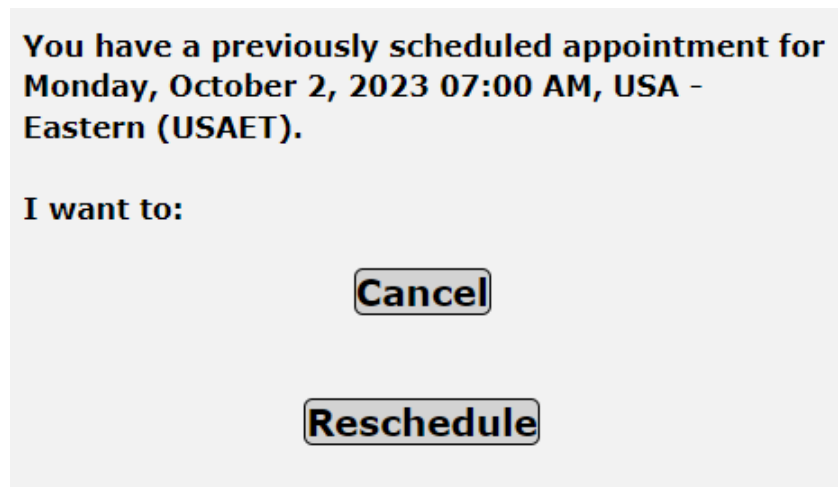 You have a previously scheduled appointment for
Monday, October 2, 2023 07:00 AM, USA -
Eastern (USAET).
I want to:
Cancel
Reschedule